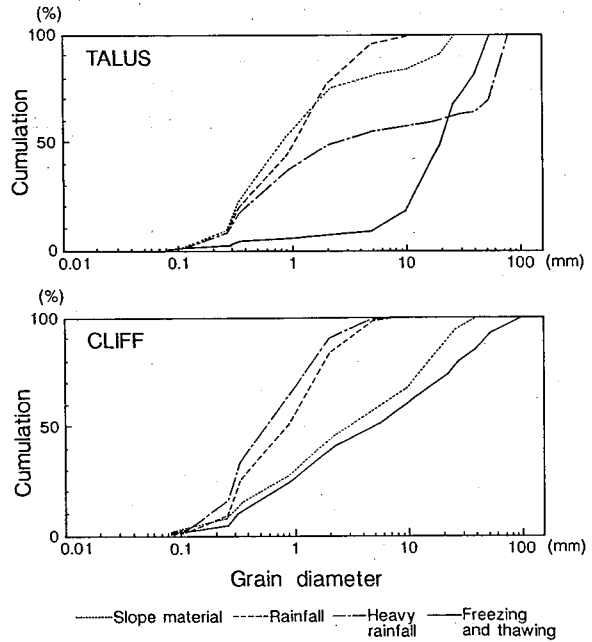 (%)
100
TALUS
Cumulation
50
0
0.01 0.1 1 10 100 (mm)
(%)
100
CLIFF
Cumulation
50
0
0.01 0.1 1 10 100 (mm)
Grain diameter
Slope material Rainfall Heavy rainfall Freezing and thawing